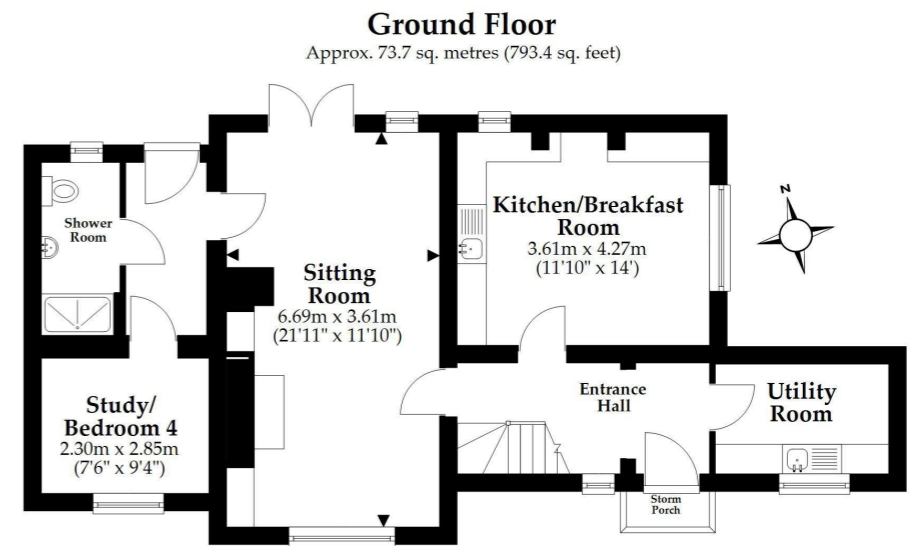 Ground Floor
Approx. 73.7 sq. metres (793.4 sq. feet)
Shower
Room
Kitchen/Breakfast
Room
3.61m x 4.27m
(11'10" x 14')
N
Sitting
Room
6.69m x 3.61m
(21'11" x 11'10")
Study/
Bedroom 4
2.30m x 2.85m
(7'6" x 9'4")
Entrance
Hall
Utility
Room
Storm
Porch